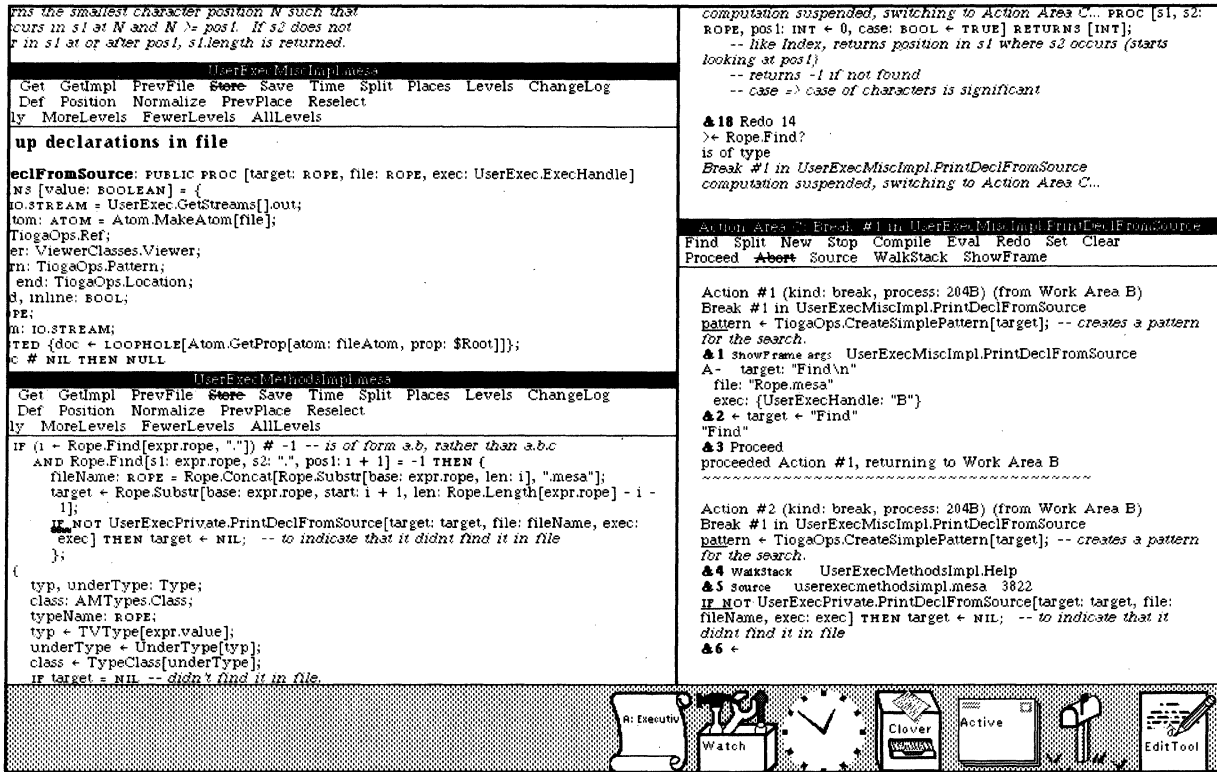 rns the smallest character position N such that
curs in s1 at N and N >= pos1. If s2 does not
r in s1 at or after pos1, s1.length is returned.
UserExecMiscImpl.mesa
Get GetImpl PrevFile Store Save Time Split Places Levels ChangeLog
Def Position Normalize PrevPlace Reselect
ly MoreLevels FewerLevels AllLevels
up declarations in file
eclFromSource: PUBLIC PROC [target: ROPE, file: ROPE, exec: UserExec.ExecHandle]
NS [value: BOOLEAN] = {
IO.STREAM = UserExec.GetStreams[].out;
tom: ATOM = Atom.MakeAtom[file];
TiogaOps.Ref;
er: ViewerClasses.Viewer;
rn: TiogaOps.Pattern;
end: TiogaOps.Location;
d, inline: BOOL;
OPE;
m: IO.STREAM;
TED {doc ← LOOPHOLE[Atom.GetProp[atom: fileAtom, prop: $Root]]};
c # NIL THEN NULL
UserExecMethodsImpl.mesa
Get GetImpl PrevFile Store Save Time Split Places Levels ChangeLog
Def Position Normalize PrevPlace Reselect
ly MoreLevels FewerLevels AllLevels
IF (i ← Rope.Find[expr.rope, "."]) # -1 -- is of form a.b, rather than a.b.c
AND Rope.Find[s1: expr.rope, s2: ".", pos1: i + 1] = -1 THEN {
fileName: ROPE = Rope.Concat[Rope.Substr[base: expr.rope, len: i], ".mesa"];
target ← Rope.Substr[base: expr.rope, start: i + 1, len: Rope.Length[expr.rope] - i -
1];
IF NOT UserExecPrivate.PrintDeclFromSource[target: target, file: fileName, exec:
exec] THEN target ← NIL; -- to indicate that it didnt find it in file
};
{
typ, underType: Type;
class: AMTypes.Class;
typeName: ROPE;
typ ← TVType[expr.value];
underType ← UnderType[typ];
class ← TypeClass[underType];
IF target = NIL -- didn't find it in file.
computation suspended, switching to Action Area C... PROC [s1, s2:
ROPE, pos1: INT ← 0, case: BOOL ← TRUE] RETURNS [INT];
-- like Index, returns position in s1 where s2 occurs (starts
looking at pos1)
-- returns -1 if not found
-- case => case of characters is significant
&18 Redo 14
>← Rope.Find?
is of type
Break #1 in UserExecMiscImpl.PrintDeclFromSource
computation suspended, switching to Action Area C...
Action Area C: Break #1 in UserExecMiscImpl.PrintDeclFromSource
Find Split New Stop Compile Eval Redo Set Clear
Proceed Abort Source WalkStack ShowFrame
Action #1 (kind: break, process: 204B) (from Work Area B)
Break #1 in UserExecMiscImpl.PrintDeclFromSource
pattern ← TiogaOps.CreateSimplePattern[target]; -- creates a pattern
for the search.
&1 ShowFrame args UserExecMiscImpl.PrintDeclFromSource
A- target: "Find\n"
file: "Rope.mesa"
exec: {UserExecHandle: "B"}
&2 ← target ← "Find"
"Find"
&3 Proceed
proceeded Action #1, returning to Work Area B
~~~~~~~~~~~~~~~~~~~~~~~~~~~~~~~~~~~~~~
Action #2 (kind: break, process: 204B) (from Work Area B)
Break #1 in UserExecMiscImpl.PrintDeclFromSource
pattern ← TiogaOps.CreateSimplePattern[target]; -- creates a pattern
for the search.
&4 WalkStack UserExecMethodsImpl.Help
&5 Source userexecmethodsimpl.mesa 3822
IF NOT UserExecPrivate.PrintDeclFromSource[target: target, file:
fileName, exec: exec] THEN target ← NIL; -- to indicate that it
didnt find it in file
&6 ←
A: Executiv
Watch
Clover
Active
EditTool